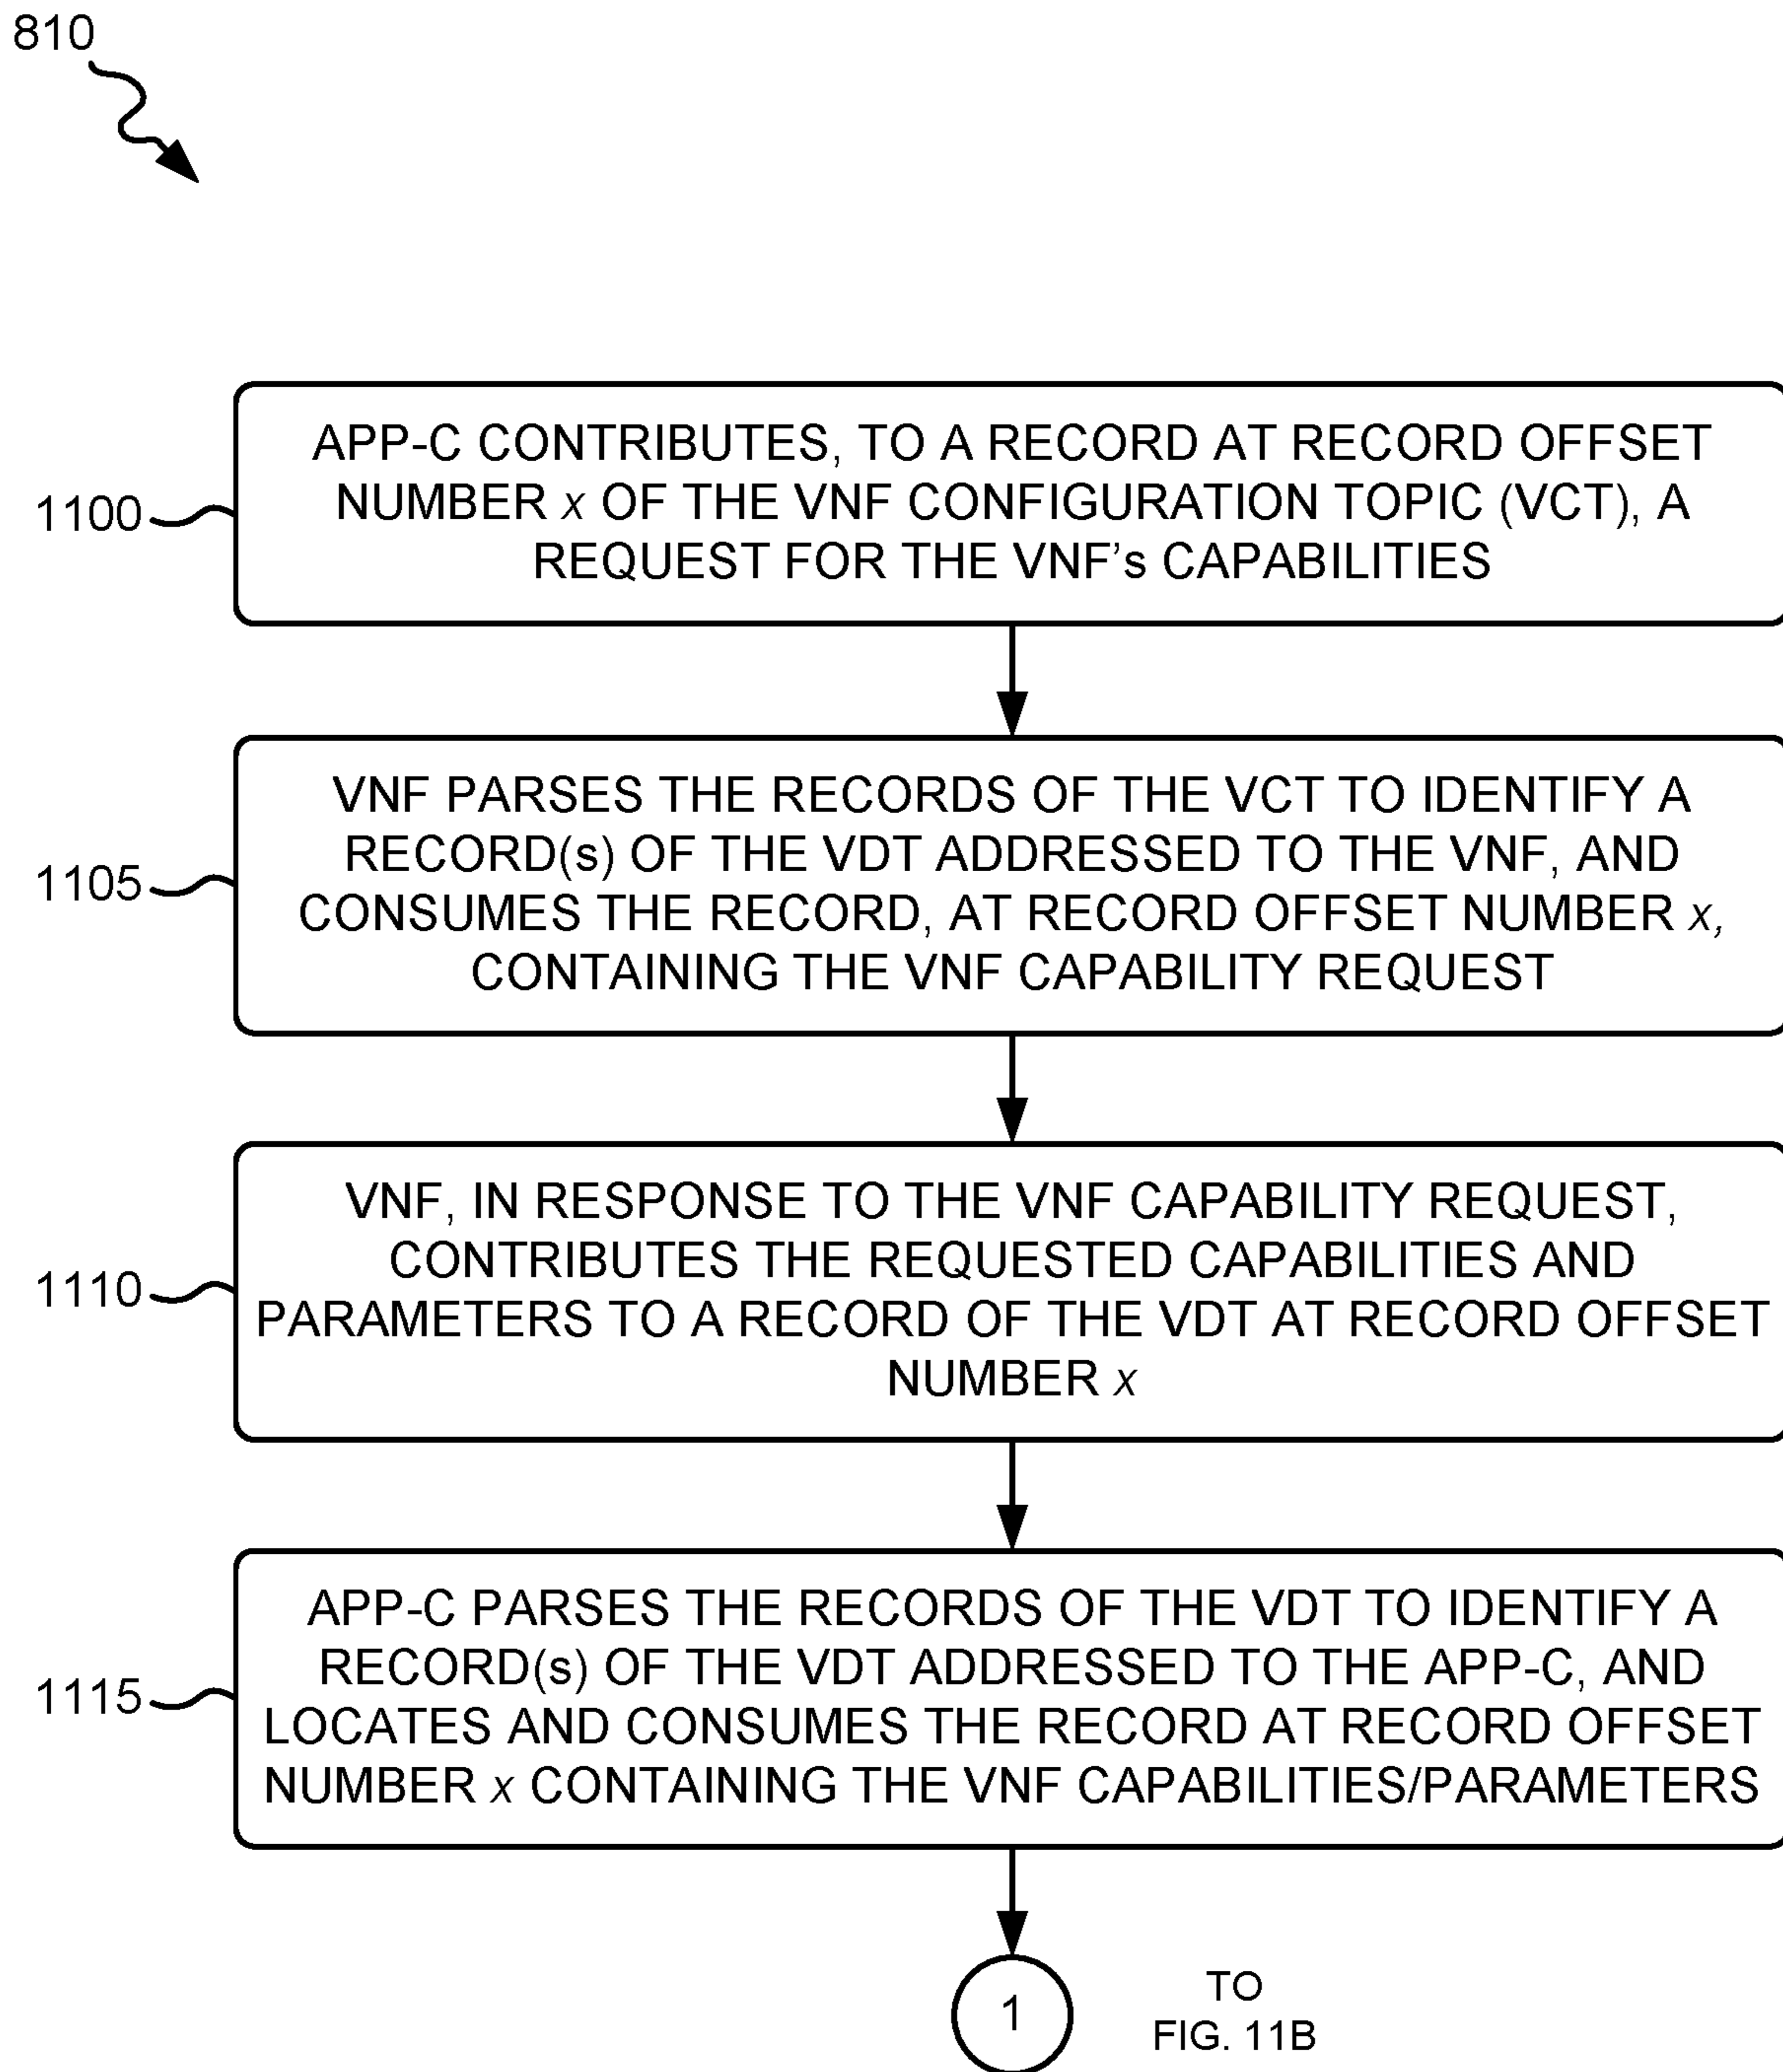 810
1100
APP-C CONTRIBUTES, TO A RECORD AT RECORD OFFSET
NUMBER x OF THE VNF CONFIGURATION TOPIC (VCT), A
REQUEST FOR THE VNF’s CAPABILITIES
1105
VNF PARSES THE RECORDS OF THE VCT TO IDENTIFY A
RECORD(s) OF THE VDT ADDRESSED TO THE VNF, AND
CONSUMES THE RECORD, AT RECORD OFFSET NUMBER x,
CONTAINING THE VNF CAPABILITY REQUEST
1110
VNF, IN RESPONSE TO THE VNF CAPABILITY REQUEST,
CONTRIBUTES THE REQUESTED CAPABILITIES AND
PARAMETERS TO A RECORD OF THE VDT AT RECORD OFFSET
NUMBER x
1115
APP-C PARSES THE RECORDS OF THE VDT TO IDENTIFY A
RECORD(s) OF THE VDT ADDRESSED TO THE APP-C, AND
LOCATES AND CONSUMES THE RECORD AT RECORD OFFSET
NUMBER x CONTAINING THE VNF CAPABILITIES/PARAMETERS
1
TO
FIG. 11B